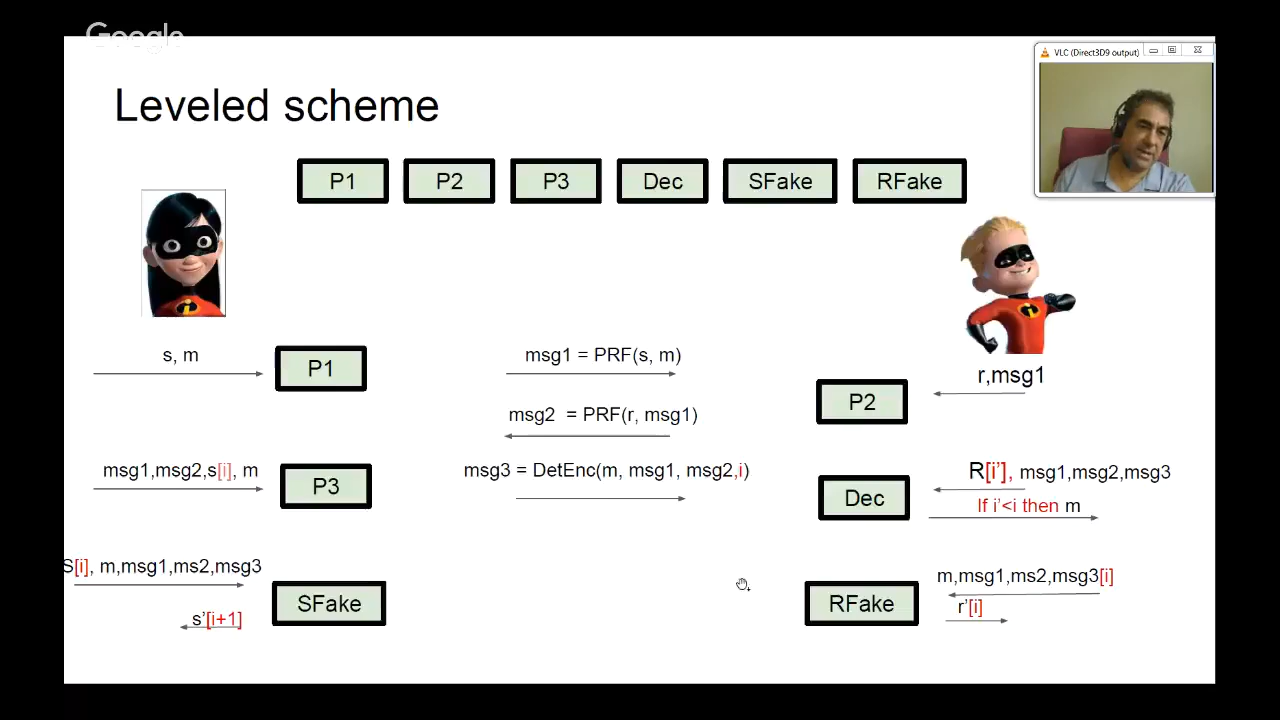 Google
VLC (Direct3D9 output)
Leveled scheme
P1
P2
P3
Dec
SFake
RFake
s, m
P1
msg1 = PRF(s, m)
r,msg1
P2
msg2 = PRF(r, msg1)
msg1,msg2,s[i], m
P3
msg3 = DetEnc(m, msg1, msg2,i)
R[i'], msg1,msg2,msg3
Dec
If i'<i then m
S[i], m,msg1,ms2,msg3
SFake
s'[i+1]
m,msg1,ms2,msg3[i]
RFake
r'[i]